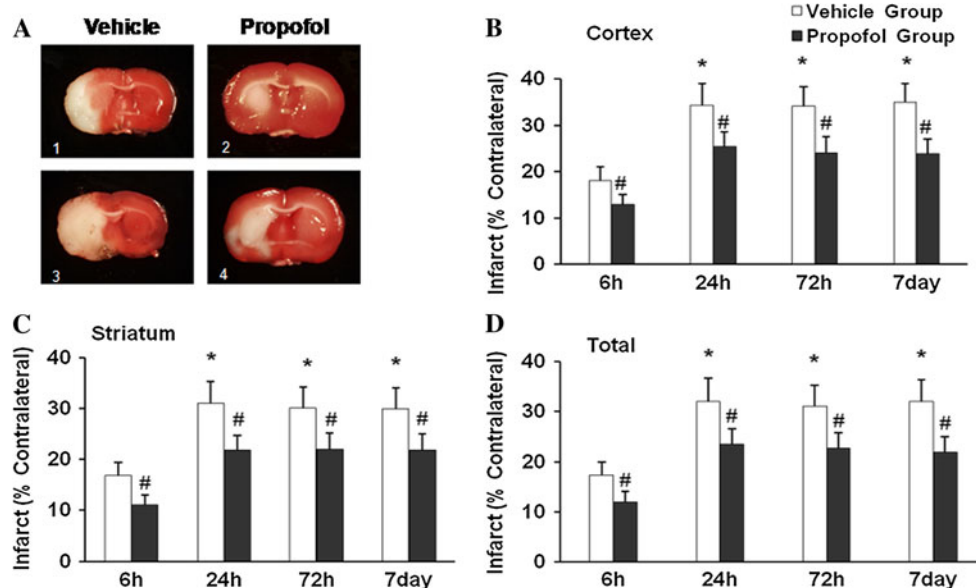 A
Vehicle Propofol
1
2
3
4
B
Cortex
Vehicle Group
Propofol Group
Infarct (% Contralateral)
40
30
20
10
0
* * *
# # # #
6h 24h 72h 7day
C
Striatum
Infarct (% Contralateral)
40
30
20
10
0
* * *
# # # #
6h 24h 72h 7day
D
Total
Infarct (% Contralateral)
40
30
20
10
0
* * *
# # # #
6h 24h 72h 7day